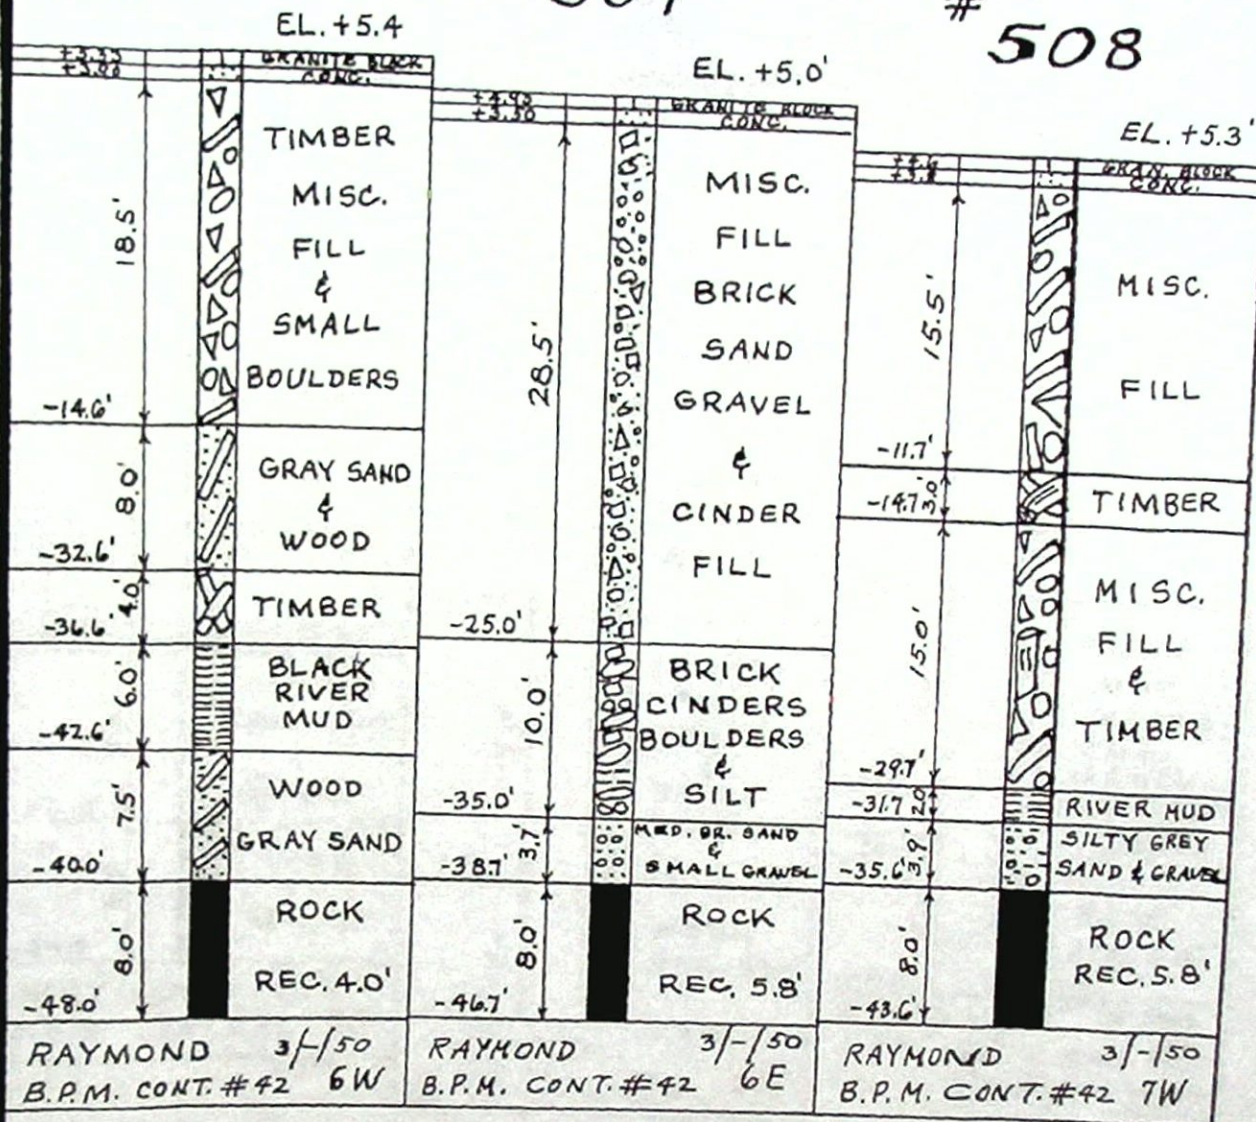 #
508
EL. +5.4
GRANITE BLOCK
CONC.
18.5'
TIMBER
MISC.
FILL
&
SMALL
BOULDERS
-14.6'
8.0'
GRAY SAND
&
WOOD
-32.6'
4.0'
TIMBER
-36.6'
6.0'
BLACK
RIVER
MUD
-42.6'
7.5'
WOOD
GRAY SAND
-40.0'
8.0'
ROCK
REC. 4.0'
-48.0'
RAYMOND 3/-/50
B.P.M. CONT. #42 6W
EL. +5.0'
GRANITE BLOCK
+3.50
CONC.
28.5'
MISC.
FILL
BRICK
SAND
GRAVEL
&
CINDER
FILL
-25.0'
10.0'
BRICK
CINDERS
BOULDERS
&
SILT
-35.0'
3.7'
MED. GR. SAND
&
SMALL GRAVEL
-38.7'
8.0'
ROCK
REC. 5.8'
-46.7'
RAYMOND 3/-/50
B.P.M. CONT. #42 6E
EL. +5.3'
GRAN. BLOCK
CONC.
15.5'
MISC.
FILL
-11.7'
3.0'
TIMBER
-14.7
15.0'
MISC.
FILL
&
TIMBER
-29.7'
2.0'
RIVER MUD
-31.7
3.9'
SILTY GREY
SAND & GRAVEL
-35.6'
8.0'
ROCK
REC. 5.8'
-43.6'
RAYMOND 3/-/50
B.P.M. CONT. #42 7W